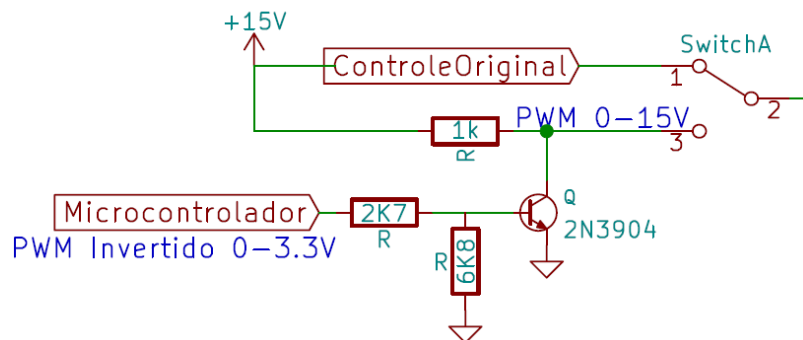 +15V
ControleOriginal
SwitchA
1
2
1k
R
PWM 0-15V
3
Microcontrolador
2K7
R
Q
2N3904
PWM Invertido 0-3.3V
R
6K8